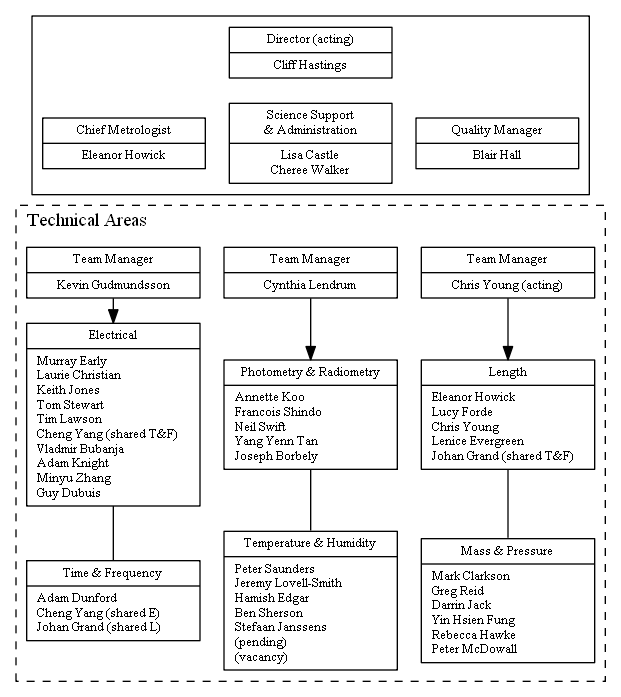 Director (acting)
Cliff Hastings
Chief Metrologist
Eleanor Howick
Science Support
& Administration
Lisa Castle
Cheree Walker
Quality Manager
Blair Hall
Technical Areas
Team Manager
Kevin Gudmundsson
Electrical
Murray Early
Laurie Christian
Keith Jones
Tom Stewart
Tim Lawson
Cheng Yang (shared T&F)
Vladmir Bubanja
Adam Knight
Minyu Zhang
Guy Dubuis
Time & Frequency
Adam Dunford
Cheng Yang (shared E)
Johan Grand (shared L)
Team Manager
Cynthia Lendrum
Photometry & Radiometry
Annette Koo
Francois Shindo
Neil Swift
Yang Yenn Tan
Joseph Borbely
Temperature & Humidity
Peter Saunders
Jeremy Lovell-Smith
Hamish Edgar
Ben Sherson
Stefaan Janssens
(pending)
(vacancy)
Team Manager
Chris Young (acting)
Length
Eleanor Howick
Lucy Forde
Chris Young
Lenice Evergreen
Johan Grand (shared T&F)
Mass & Pressure
Mark Clarkson
Greg Reid
Darrin Jack
Yin Hsien Fung
Rebecca Hawke
Peter McDowall